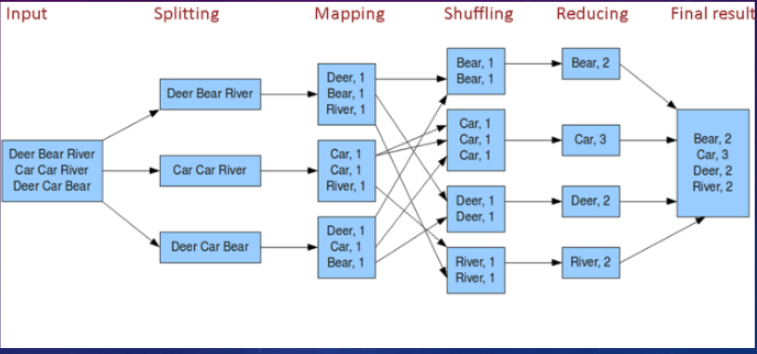 Input
Splitting
Mapping
Shuffling
Reducing
Final result
Deer Bear River
Car Car River
Deer Car Bear
Deer Bear River
Car Car River
Deer Car Bear
Deer, 1
Bear, 1
River, 1
Car, 1
Car, 1
River, 1
Deer, 1
Car, 1
Bear, 1
Bear, 1
Bear, 1
Car, 1
Car, 1
Car, 1
Deer, 1
Deer, 1
River, 1
River, 1
Bear, 2
Car, 3
Deer, 2
River, 2
Bear, 2
Car, 3
Deer, 2
River, 2